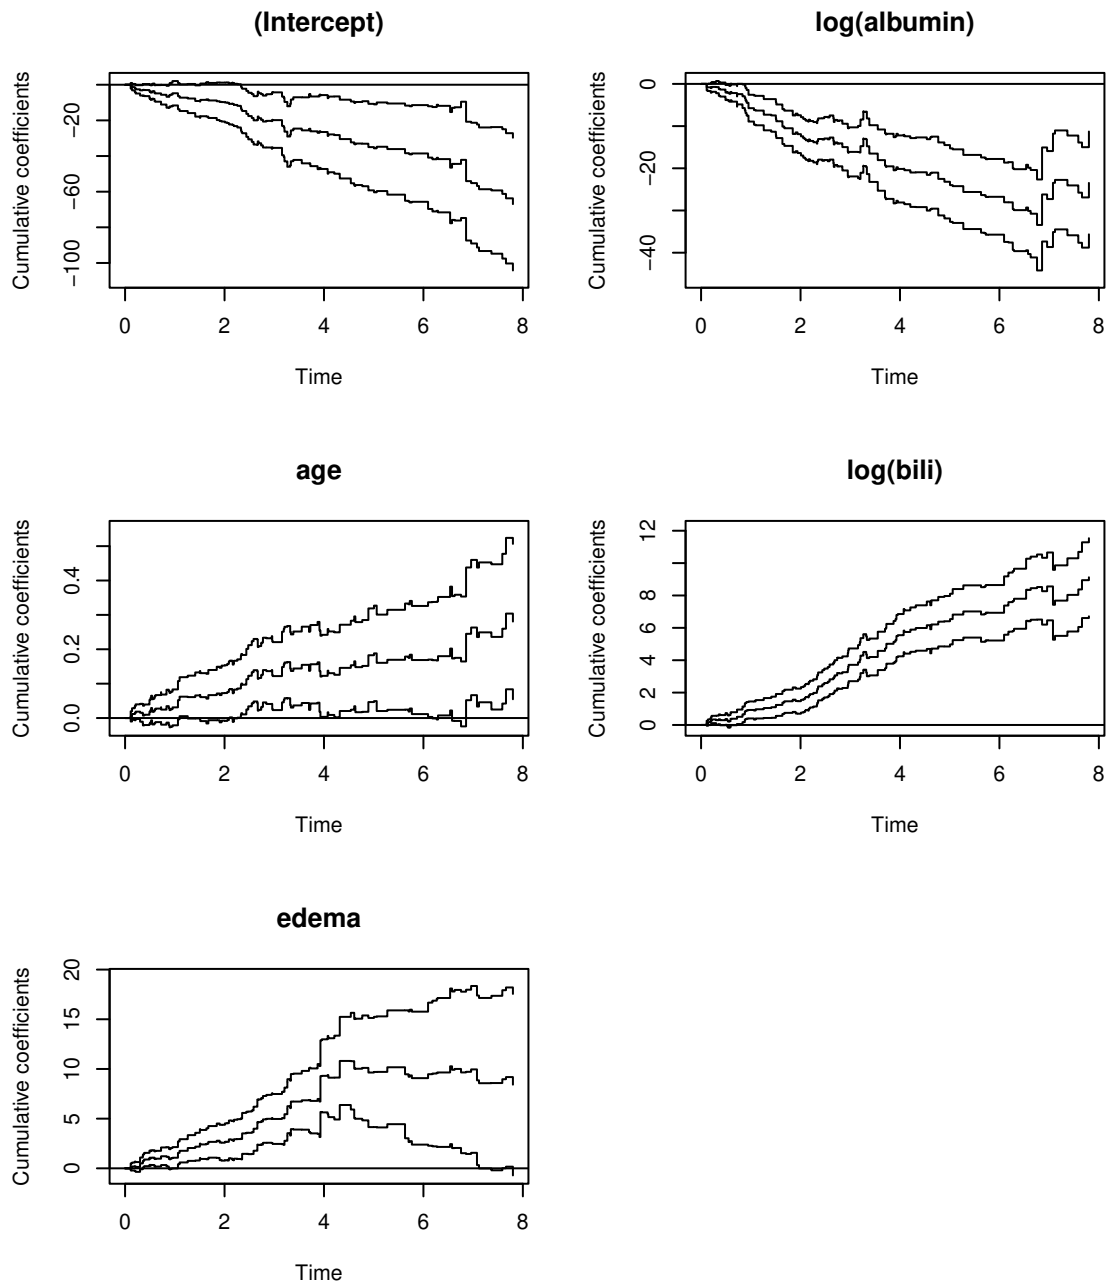 (Intercept)
Cumulative coefficients
−100 −60 −20
0 2 4 6 8
Time
log(albumin)
Cumulative coefficients
−40 −20 0
0 2 4 6 8
Time
age
Cumulative coefficients
0.0 0.2 0.4
0 2 4 6 8
Time
log(bili)
Cumulative coefficients
0 2 4 6 8 12
0 2 4 6 8
Time
edema
Cumulative coefficients
0 5 10 15 20
0 2 4 6 8
Time